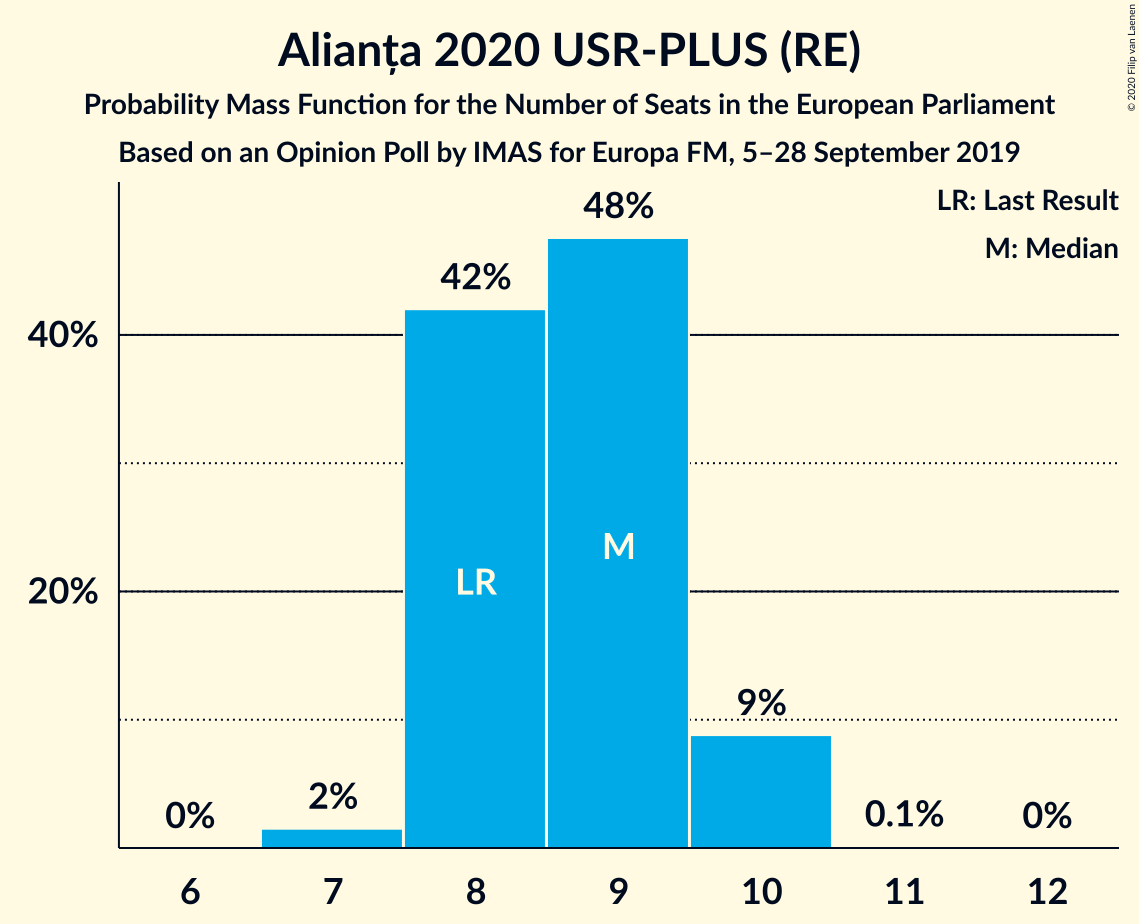 Alianța 2020 USR-PLUS (RE)
Probability Mass Function for the Number of Seats in the European Parliament
Based on an Opinion Poll by IMAS for Europa FM, 5–28 September 2019
© 2020 Filip van Laenen
LR: Last Result
M: Median
48%
42%
40%
M
LR
20%
9%
2%
0%
0.1%
0%
6 7 8 9 10 11 12